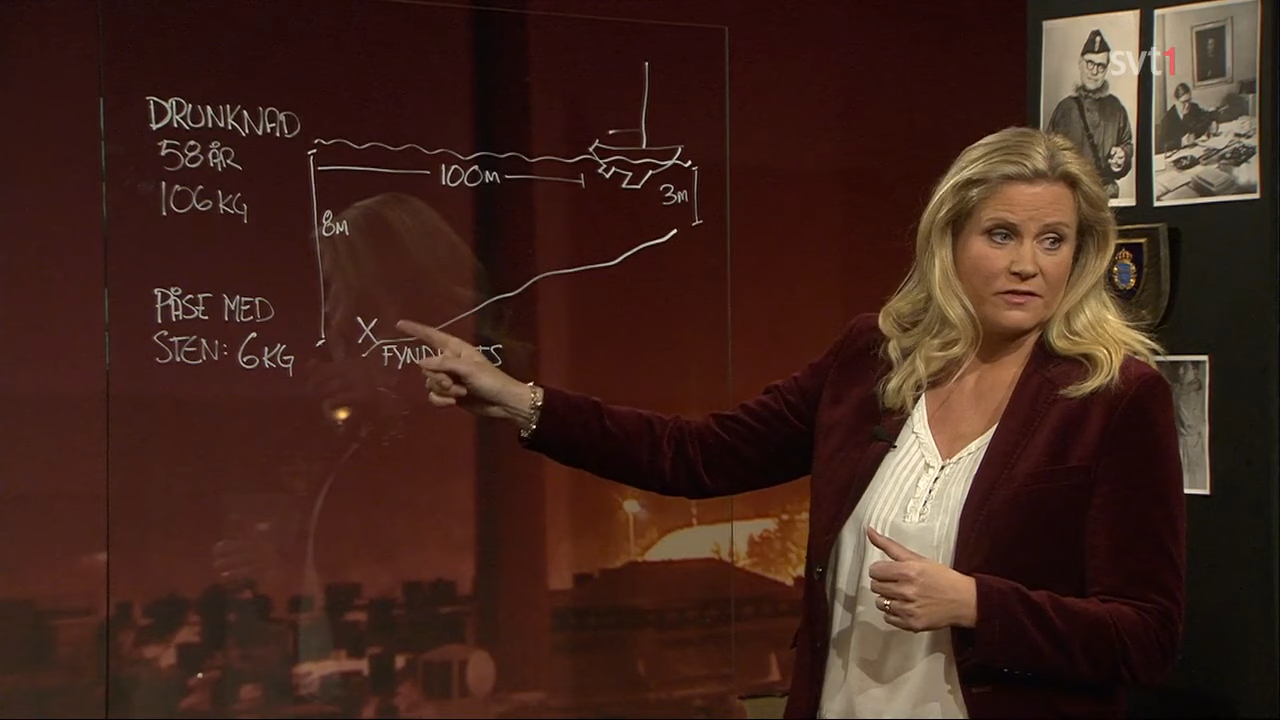 svt1
DRUNKNAD
58 ÅR
106 KG
100M
3M
8M
PÅSE MED
STEN: 6KG
X